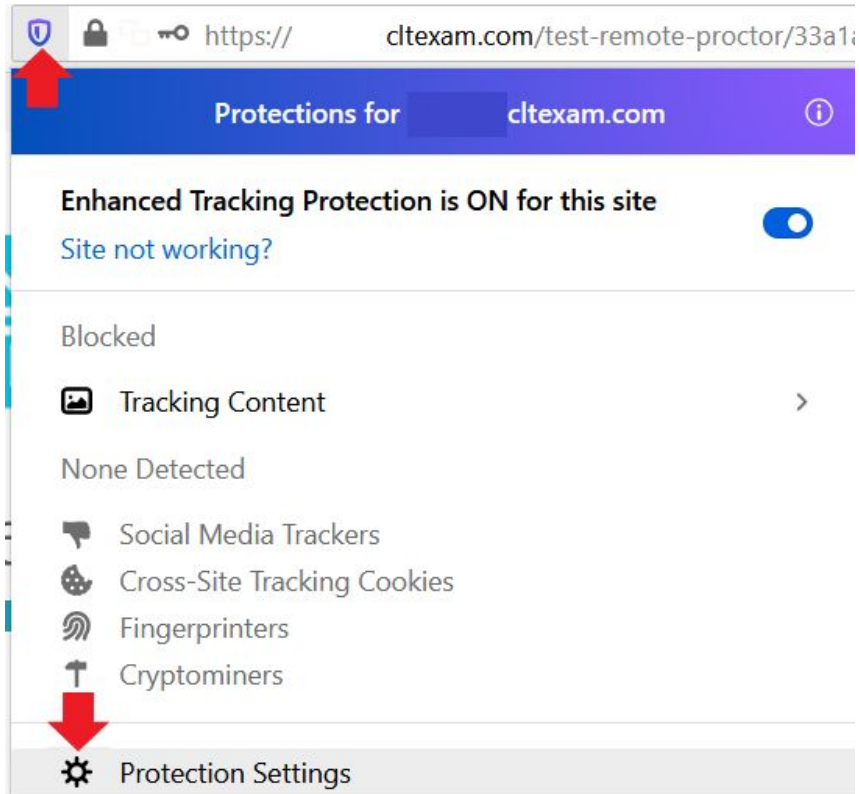 https:// cltexam.com/test-remote-proctor/33a1a
Protections for cltexam.com
Enhanced Tracking Protection is ON for this site
Site not working?
Blocked
Tracking Content
None Detected
Social Media Trackers
Cross-Site Tracking Cookies
Fingerprinters
Cryptominers
Protection Settings